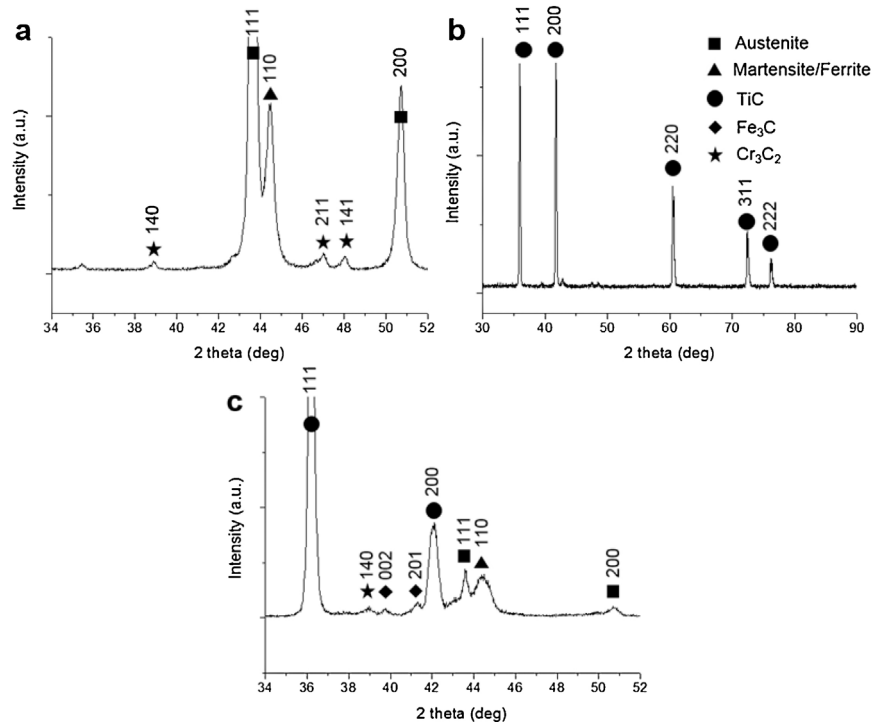 a
111
110
200
140
211
141
Intensity (a.u.)
34 36 38 40 42 44 46 48 50 52
2 theta (deg)
b
111
200
220
311
222
Austenite
Martensite/Ferrite
TiC
Fe₃C
Cr₃C₂
Intensity (a.u.)
30 40 50 60 70 80 90
2 theta (deg)
c
111
140
002
201
200
111
110
200
Intensity (a.u.)
34 36 38 40 42 44 46 48 50 52
2 theta (deg)